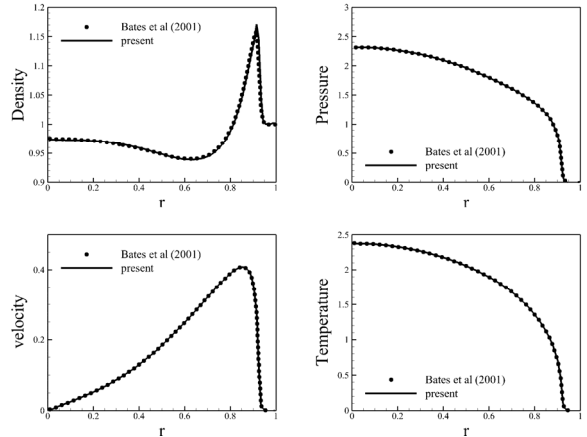 1.2
1.15
1.1
1.05
1
0.95
0.9
Density
Bates et al (2001)
present
0 0.2 0.4 0.6 0.8 1
r
3
2.5
2
1.5
1
0.5
0
Pressure
Bates et al (2001)
present
0 0.2 0.4 0.6 0.8 1
r
0.4
0.2
0
velocity
Bates et al (2001)
present
0 0.2 0.4 0.6 0.8 1
r
2.5
2
1.5
1
0.5
0
Temperature
Bates et al (2001)
present
0 0.2 0.4 0.6 0.8 1
r